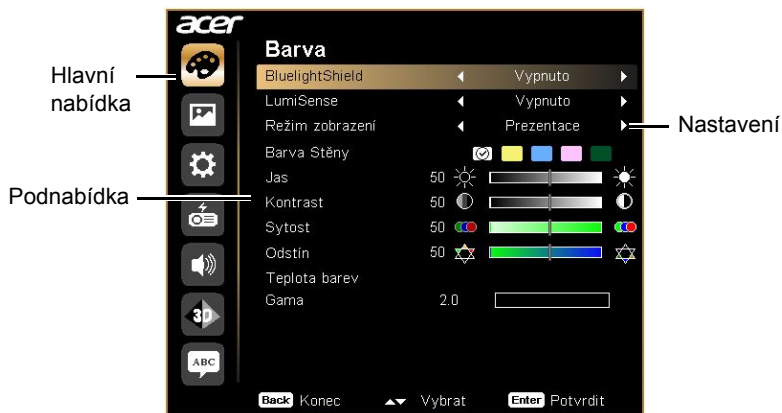 acer
Barva
Hlavní
nabídka
BluelightShield Vypnuto
LumiSense Vypnuto
Režim zobrazení Prezentace
Nastavení
Barva Stěny
Jas 50
Podnabídka
Kontrast 50
Sytost 50
Odstín 50
Teplota barev
Gama 2.0
3D
ABC
Back Konec Vybrat Enter Potvrdit